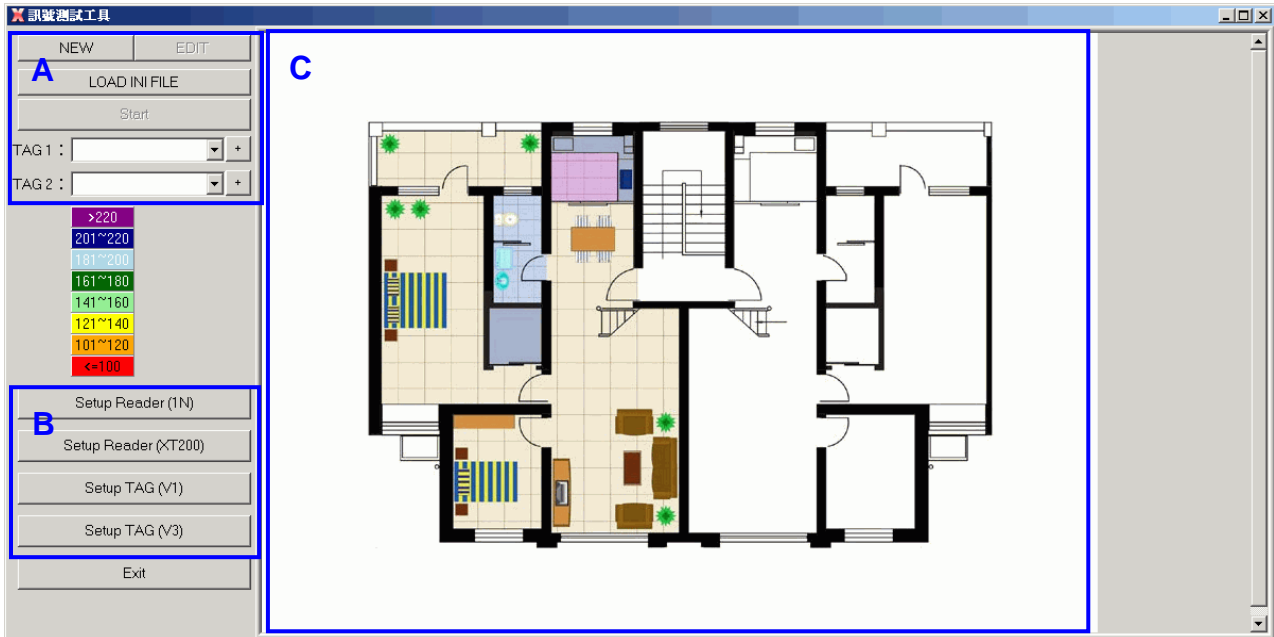 訊號測試工具
NEW EDIT
A
LOAD INI FILE
Start
TAG 1：
+
TAG 2：
+
>220
201~220
181~200
161~180
141~160
121~140
101~120
<=100
B
Setup Reader (1N)
Setup Reader (XT200)
Setup TAG (V1)
Setup TAG (V3)
Exit
C